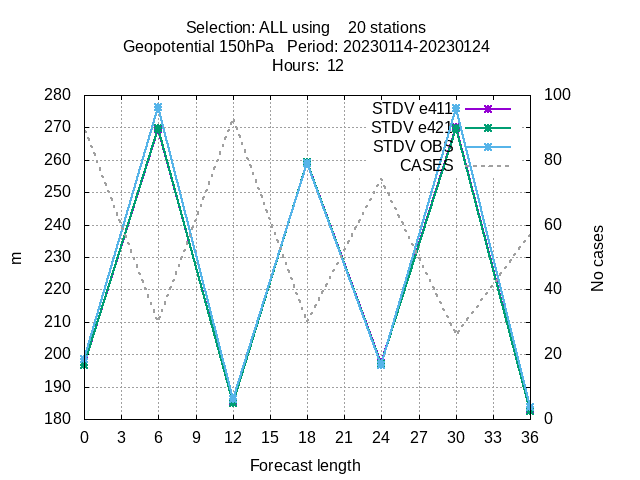 Selection: ALL using    20 stations
Geopotential 150hPa   Period: 20230114-20230124
Hours:  12
280 100
STDV e411
270
STDV e421
STDV OBS
260 80
CASES
250
240 60
230
m
No cases
220 40
210
200 20
190
180 0
0 3 6 9 12 15 18 21 24 27 30 33 36
Forecast length